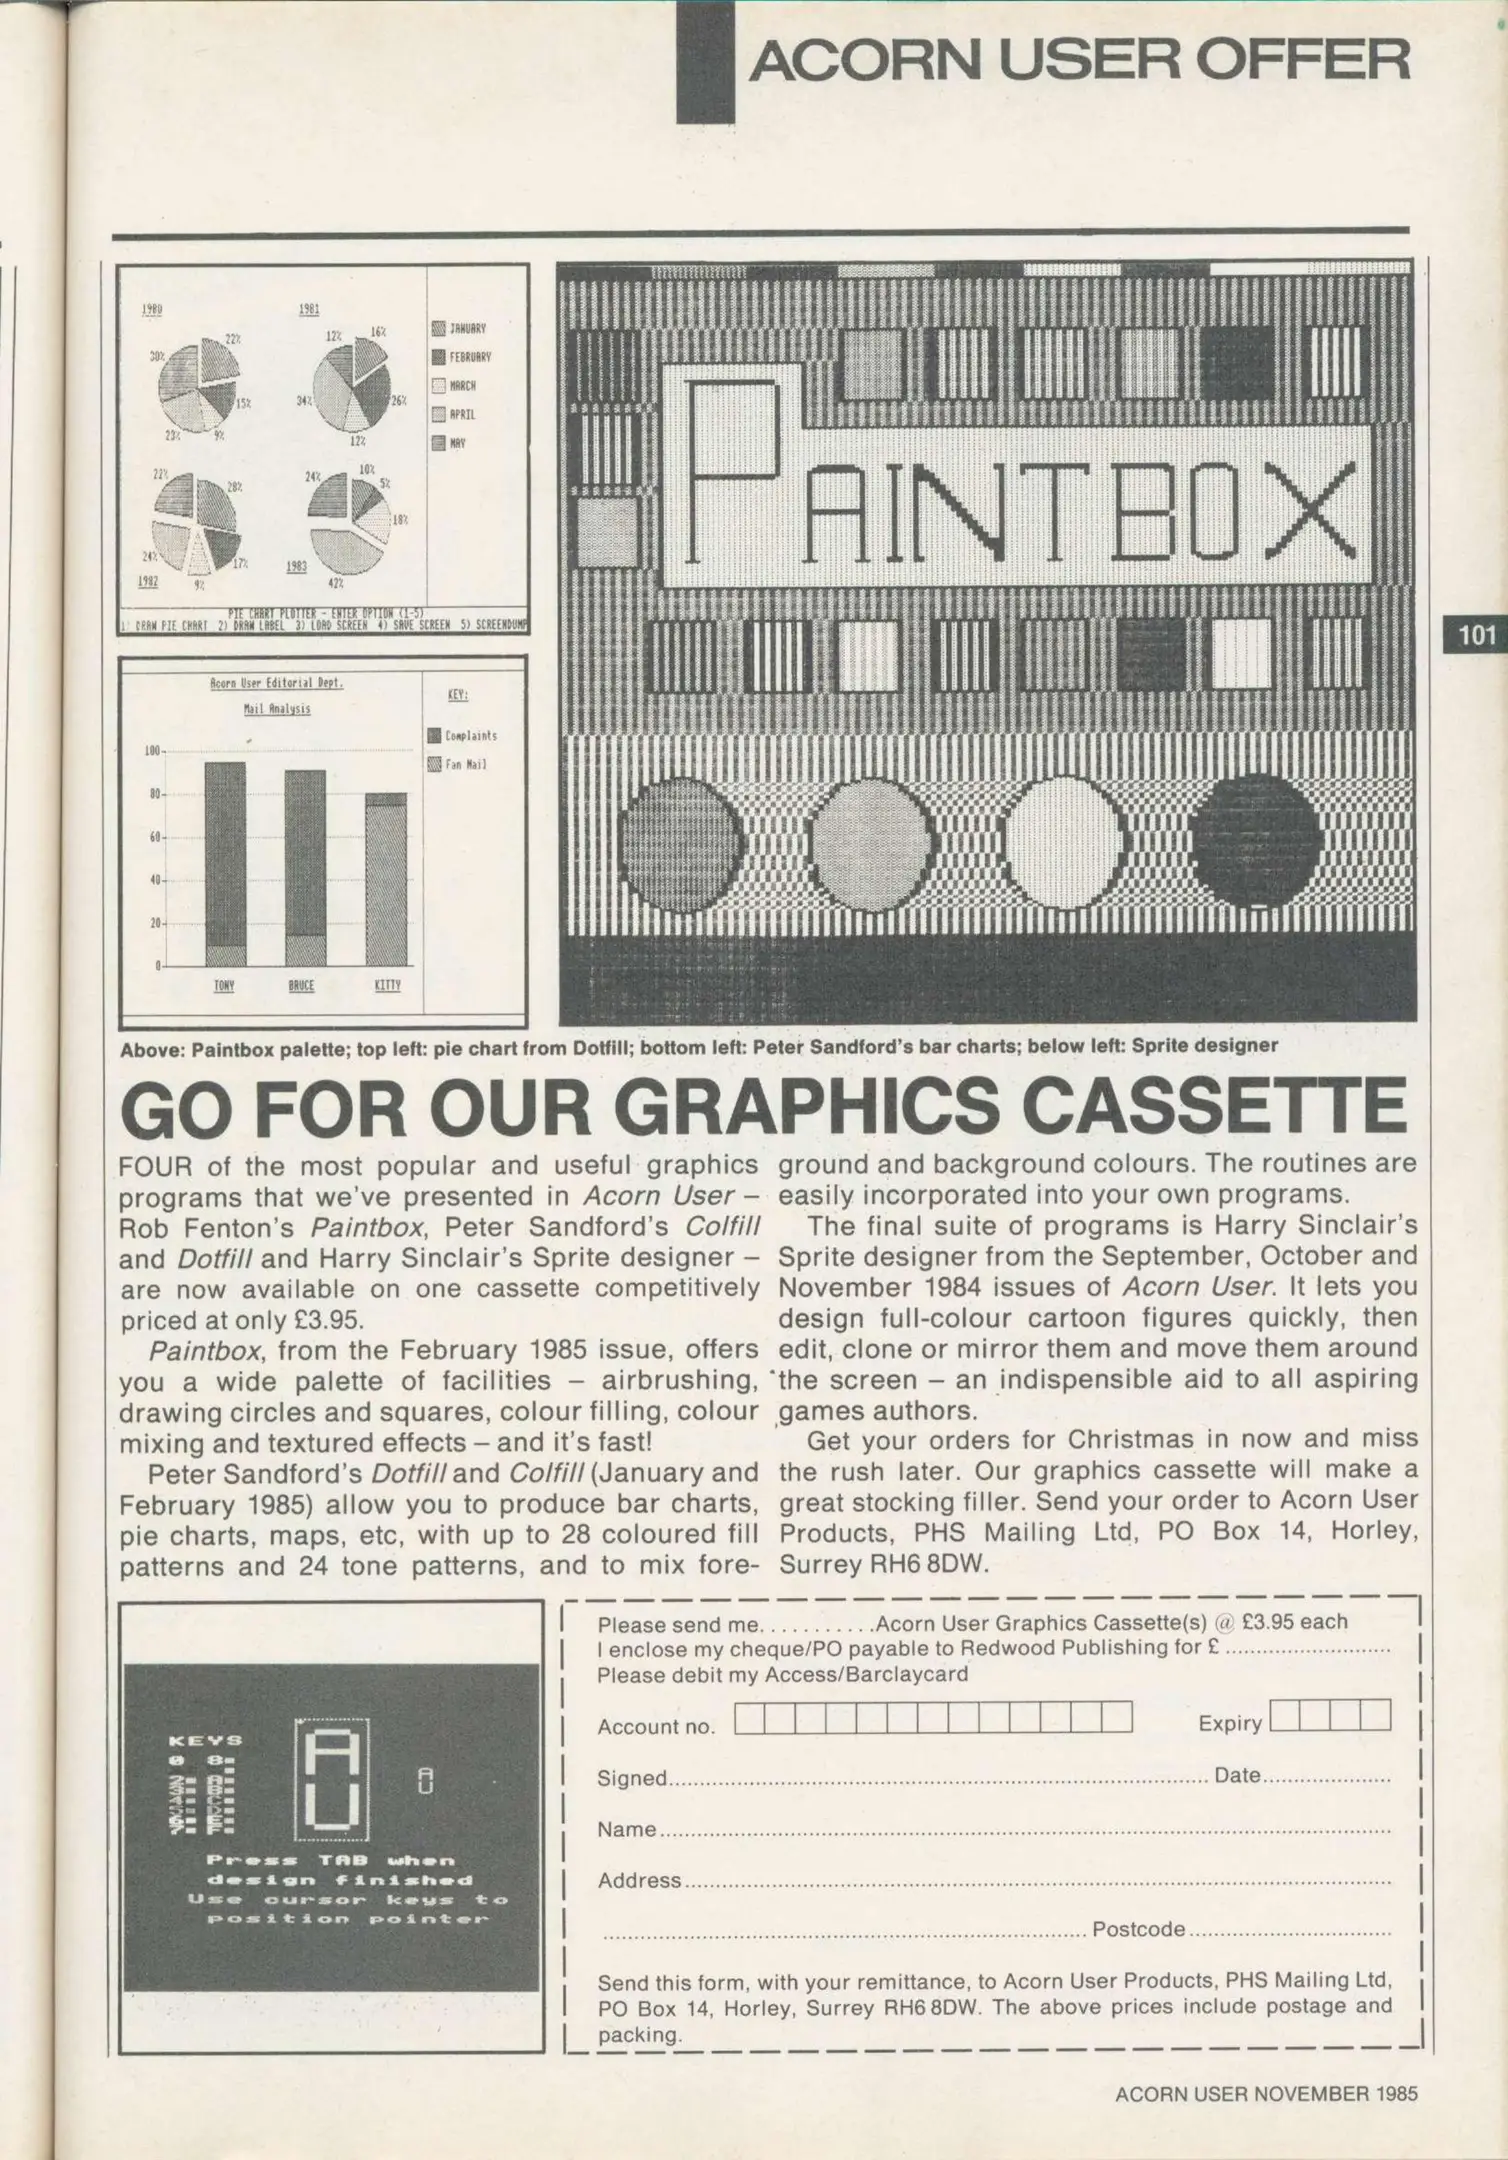 ACORN USER OFFER
1980
22%
30%
15%
23%
9%
1981
12%
16%
34%
26%
12%
22%
28%
24%
17%
1982
9%
24%
10%
5%
18%
1983
42%
JANUARY
FEBRUARY
MARCH
APRIL
MAY
PIE CHART PLOTTER - ENTER OPTION (1-5)
1) DRAW PIE CHART 2) DRAW LABEL 3) LOAD SCREEN 4) SAVE SCREEN 5) SCREENDUMP
Acorn User Editorial Dept.
Mail Analysis
KEY:
Complaints
Fan Mail
100
80
60
40
20
0
TONY BRUCE KITTY
PAINTBOX
101
Above: Paintbox palette; top left: pie chart from Dotfill; bottom left: Peter Sandford's bar charts; below left: Sprite designer
GO FOR OUR GRAPHICS CASSETTE
FOUR of the most popular and useful graphics
programs that we've presented in Acorn User –
Rob Fenton's Paintbox, Peter Sandford's Colfill
and Dotfill and Harry Sinclair's Sprite designer –
are now available on one cassette competitively
priced at only £3.95.
Paintbox, from the February 1985 issue, offers
you a wide palette of facilities – airbrushing,
drawing circles and squares, colour filling, colour
mixing and textured effects – and it's fast!
Peter Sandford's Dotfill and Colfill (January and
February 1985) allow you to produce bar charts,
pie charts, maps, etc, with up to 28 coloured fill
patterns and 24 tone patterns, and to mix fore-
ground and background colours. The routines are
easily incorporated into your own programs.
The final suite of programs is Harry Sinclair's
Sprite designer from the September, October and
November 1984 issues of Acorn User. It lets you
design full-colour cartoon figures quickly, then
edit, clone or mirror them and move them around
the screen – an indispensible aid to all aspiring
games authors.
Get your orders for Christmas in now and miss
the rush later. Our graphics cassette will make a
great stocking filler. Send your order to Acorn User
Products, PHS Mailing Ltd, PO Box 14, Horley,
Surrey RH6 8DW.
KEYS
0 8=
2= A=
3= B=
4= C=
5= D=
6= E=
7= F=
A
U
A
U
Press TAB when
design finished
Use cursor keys to
position pointer
Please send me...........Acorn User Graphics Cassette(s) @ £3.95 each
I enclose my cheque/PO payable to Redwood Publishing for £...........................
Please debit my Access/Barclaycard
Account no. Expiry
Signed.......................................................................................... Date.....................
Name........................................................................................................................
Address....................................................................................................................
............................................................................... Postcode.................................
Send this form, with your remittance, to Acorn User Products, PHS Mailing Ltd,
PO Box 14, Horley, Surrey RH6 8DW. The above prices include postage and
packing.
ACORN USER NOVEMBER 1985